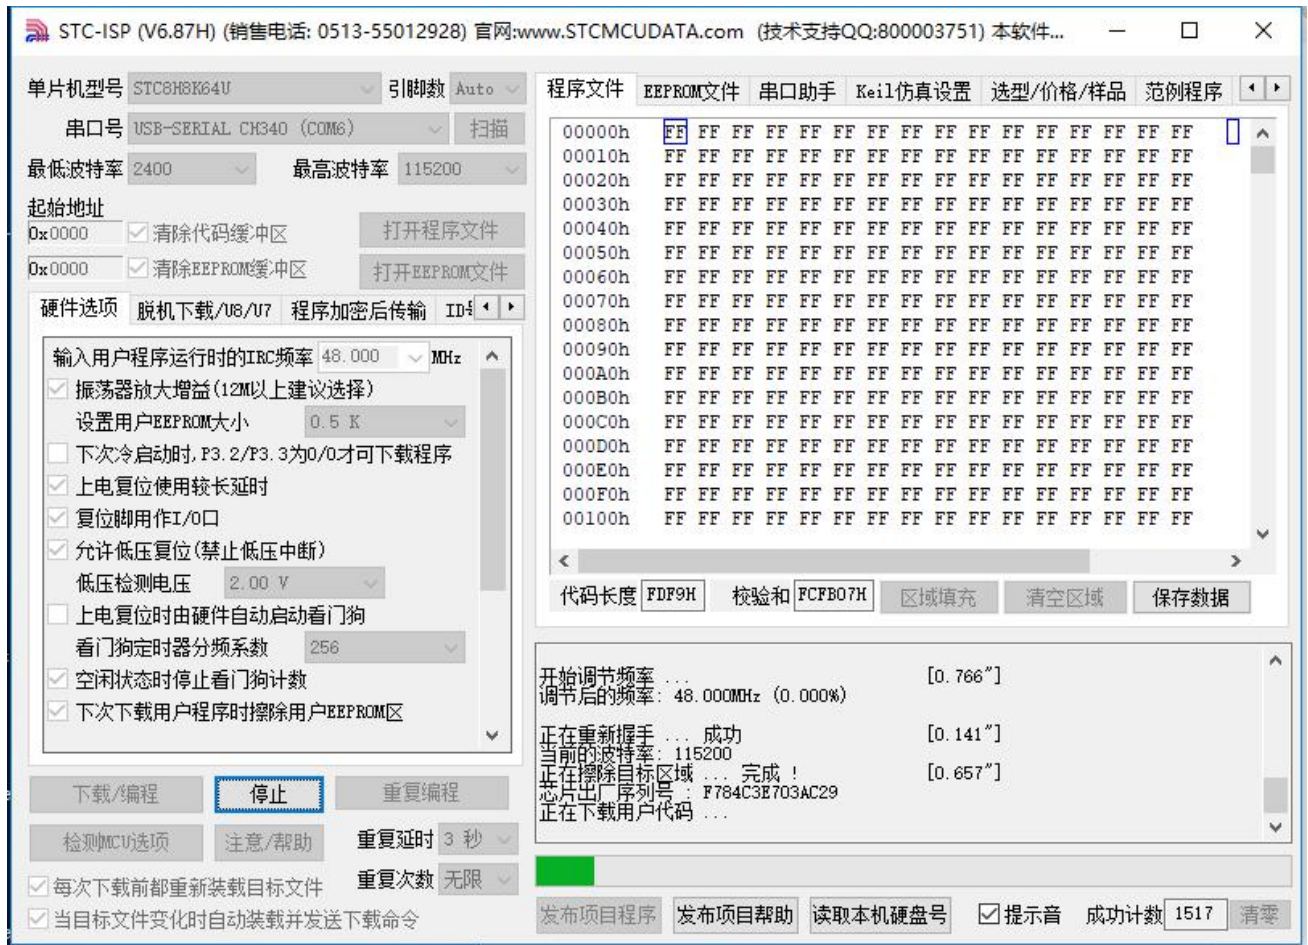 STC-ISP (V6.87H) (销售电话: 0513-55012928) 官网:www.STCMCUDATA.com (技术支持QQ:800003751) 本软件...
单片机型号 STC8H8K64U 引脚数 Auto
串口号 USB-SERIAL CH340 (COM6) 扫描
最低波特率 2400 最高波特率 115200
起始地址
0x0000 清除代码缓冲区 打开程序文件
0x0000 清除EEPROM缓冲区 打开EEPROM文件
硬件选项 脱机下载/U8/U7 程序加密后传输
输入用户程序运行时的IRC频率 48.000 MHz
振荡器放大增益(12M以上建议选择)
设置用户EEPROM大小 0.5 K
下次冷启动时,P3.2/P3.3为0/0才可下载程序
上电复位使用较长延时
复位脚用作I/O口
允许低压复位(禁止低压中断)
低压检测电压 2.00 V
上电复位时由硬件自动启动看门狗
看门狗定时器分频系数 256
空闲状态时停止看门狗计数
下次下载用户程序时擦除用户EEPROM区
下载/编程 停止 重复编程
检测MCU选项 注意/帮助 重复延时 3 秒
重复次数 无限
每次下载前都重新装载目标文件
当目标文件变化时自动装载并发送下载命令
程序文件 EEPROM文件 串口助手 Keil仿真设置 选型/价格/样品 范例程序
00000h FF FF FF FF FF FF FF FF FF FF FF FF FF FF FF FF
00010h FF FF FF FF FF FF FF FF FF FF FF FF FF FF FF FF
00020h FF FF FF FF FF FF FF FF FF FF FF FF FF FF FF FF
00030h FF FF FF FF FF FF FF FF FF FF FF FF FF FF FF FF
00040h FF FF FF FF FF FF FF FF FF FF FF FF FF FF FF FF
00050h FF FF FF FF FF FF FF FF FF FF FF FF FF FF FF FF
00060h FF FF FF FF FF FF FF FF FF FF FF FF FF FF FF FF
00070h FF FF FF FF FF FF FF FF FF FF FF FF FF FF FF FF
00080h FF FF FF FF FF FF FF FF FF FF FF FF FF FF FF FF
00090h FF FF FF FF FF FF FF FF FF FF FF FF FF FF FF FF
000A0h FF FF FF FF FF FF FF FF FF FF FF FF FF FF FF FF
000B0h FF FF FF FF FF FF FF FF FF FF FF FF FF FF FF FF
000C0h FF FF FF FF FF FF FF FF FF FF FF FF FF FF FF FF
000D0h FF FF FF FF FF FF FF FF FF FF FF FF FF FF FF FF
000E0h FF FF FF FF FF FF FF FF FF FF FF FF FF FF FF FF
000F0h FF FF FF FF FF FF FF FF FF FF FF FF FF FF FF FF
00100h FF FF FF FF FF FF FF FF FF FF FF FF FF FF FF FF
代码长度 FDF9H 校验和 FCFB07H 区域填充 清空区域 保存数据
开始调节频率 ... [0.766"]
调节后的频率: 48.000MHz (0.000%)
正在重新握手 ... 成功 [0.141"]
当前的波特率: 115200
正在擦除目标区域 ... 完成 ! [0.657"]
芯片出厂序列号 : F784C3E703AC29
正在下载用户代码 ...
发布项目程序 发布项目帮助 读取本机硬盘号 提示音 成功计数 1517 清零